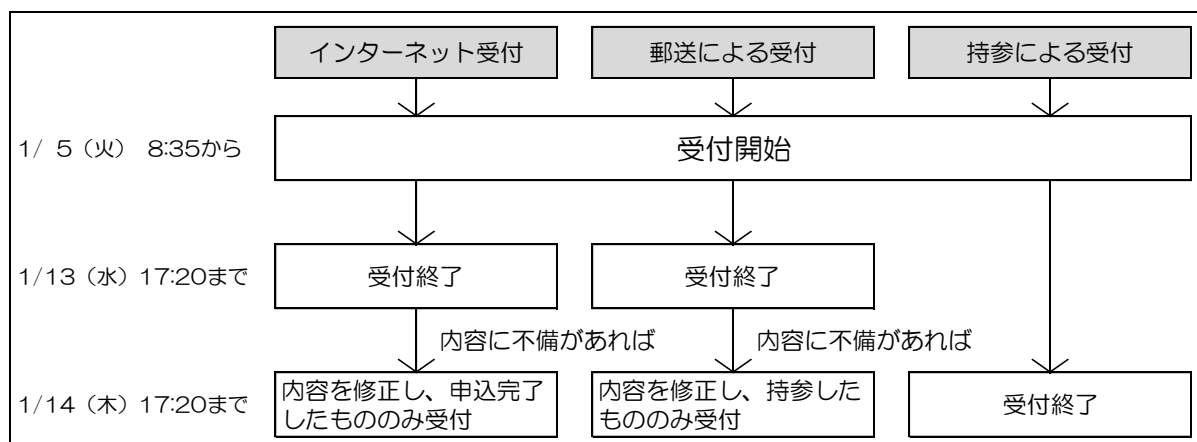 インターネット受付
郵送による受付
持参による受付
1/ 5（火） 8:35から
受付開始
1/13（水）17:20まで
受付終了
受付終了
内容に不備があれば
内容に不備があれば
1/14（木）17:20まで
内容を修正し、申込完了
したもののみ受付
内容を修正し、持参した
もののみ受付
受付終了